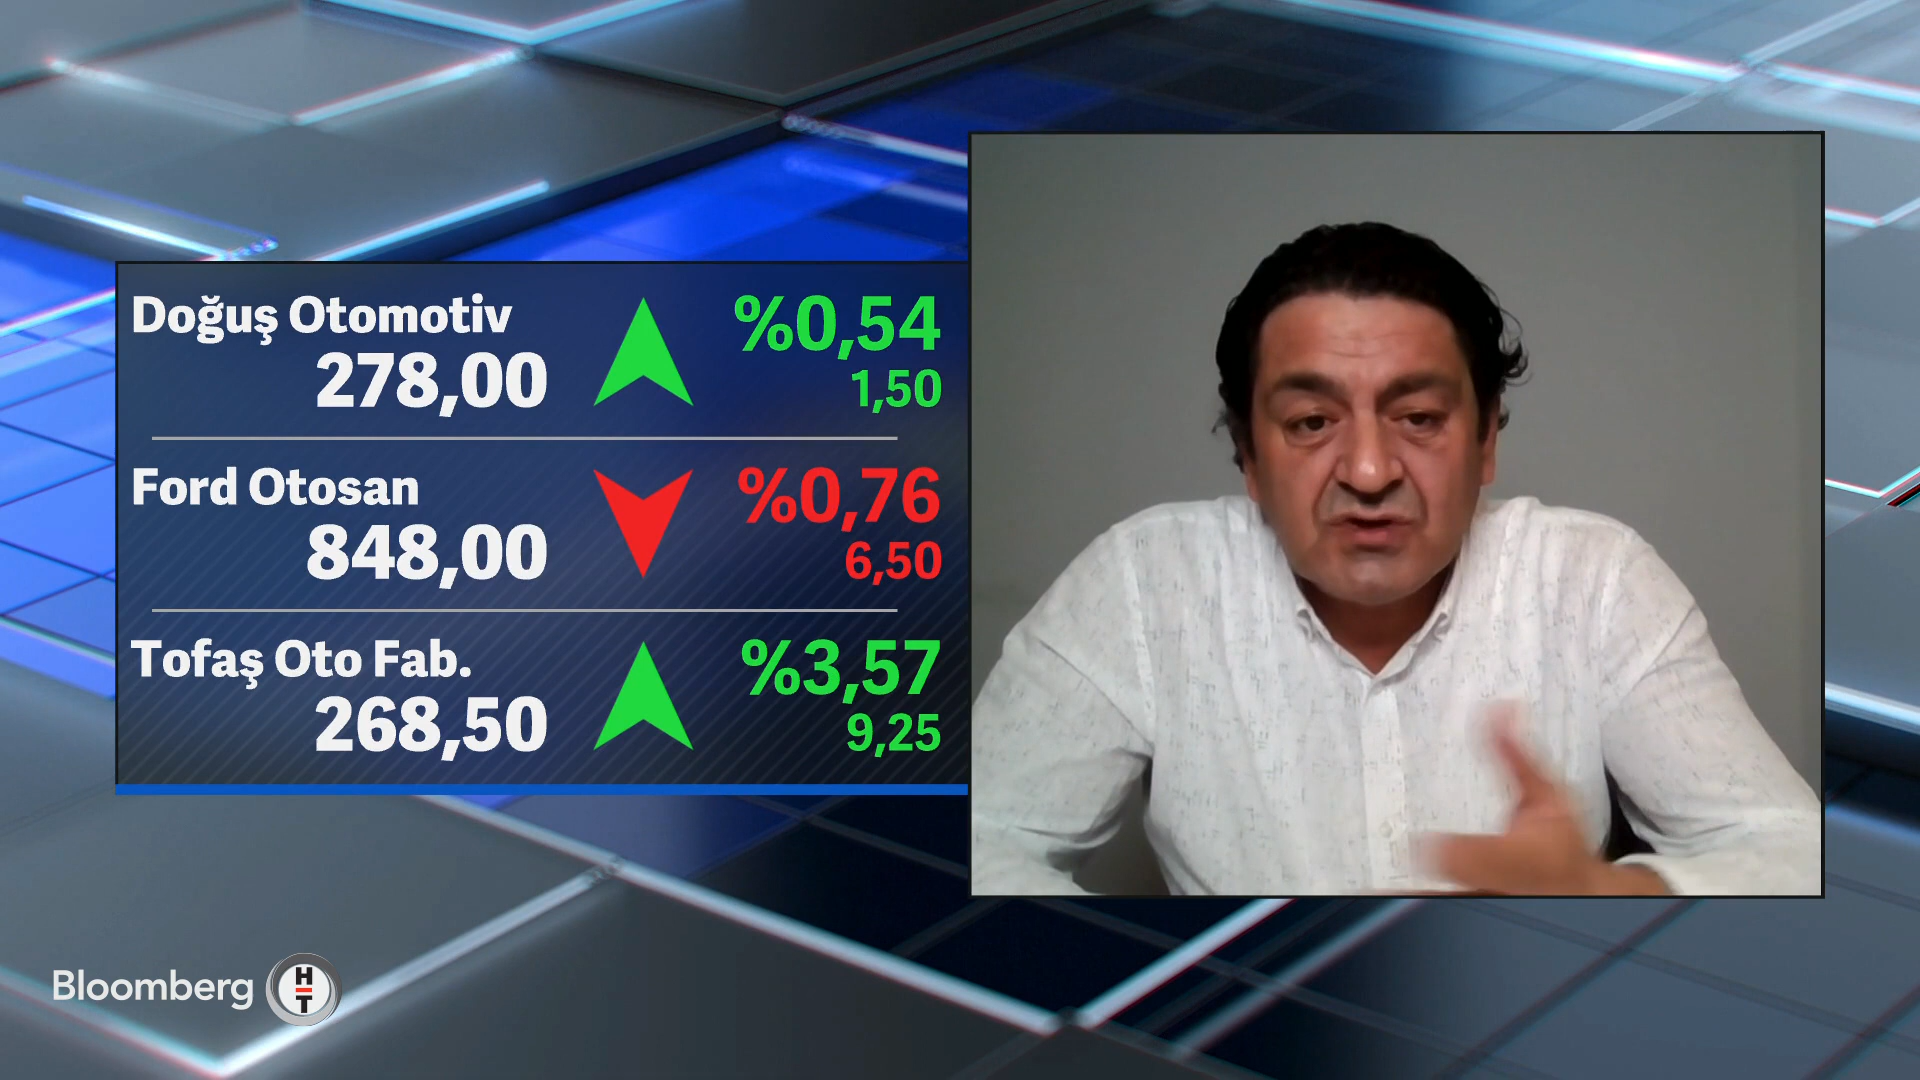 Doğuş Otomotiv
278,00
%0,54
1,50
Ford Otosan
848,00
%0,76
6,50
Tofaş Oto Fab.
268,50
%3,57
9,25
Bloomberg HT